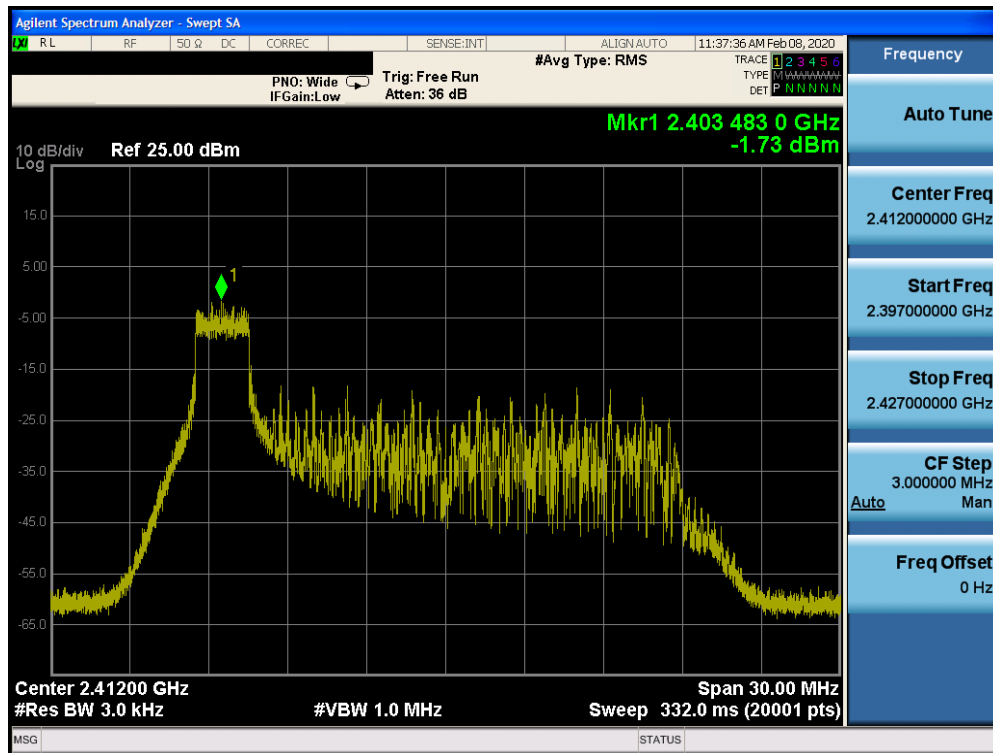 Agilent Spectrum Analyzer - Swept SA
LXI RL RF 50 Ω DC CORREC SENSE:INT ALIGN AUTO 11:37:36 AM Feb 08, 2020
#Avg Type: RMS
TRACE 1 2 3 4 5 6
PNO: Wide Trig: Free Run TYPE M
IFGain:Low Atten: 36 dB DET P N N N N N
Mkr1 2.403 483 0 GHz
-1.73 dBm
10 dB/div Ref 25.00 dBm
Log
15.0
5.00
1
-5.00
-15.0
-25.0
-35.0
-45.0
-55.0
-65.0
Center 2.41200 GHz Span 30.00 MHz
#Res BW 3.0 kHz #VBW 1.0 MHz Sweep 332.0 ms (20001 pts)
MSG STATUS
Frequency
Auto Tune
Center Freq
2.412000000 GHz
Start Freq
2.397000000 GHz
Stop Freq
2.427000000 GHz
CF Step
3.000000 MHz
Auto Man
Freq Offset
0 Hz